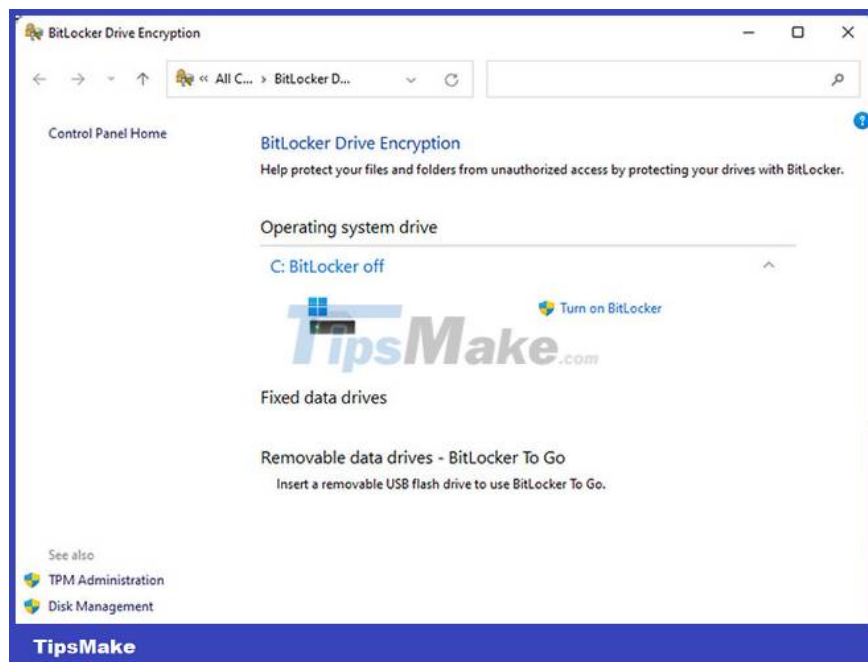 BitLocker Drive Encryption
« All C... › BitLocker D...
Control Panel Home
?
BitLocker Drive Encryption
Help protect your files and folders from unauthorized access by protecting your drives with BitLocker.
Operating system drive
C: BitLocker off
Turn on BitLocker
TipsMake.com
Fixed data drives
Removable data drives - BitLocker To Go
Insert a removable USB flash drive to use BitLocker To Go.
See also
TPM Administration
Disk Management
TipsMake